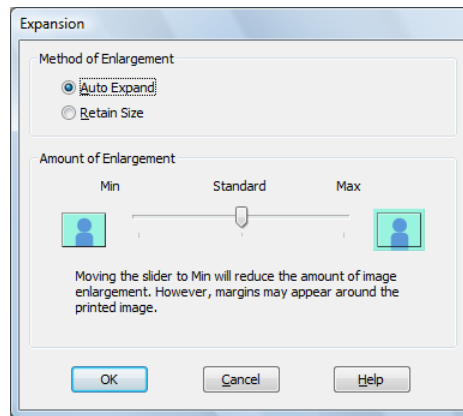 Expansion
Method of Enlargement
Auto Expand
Retain Size
Amount of Enlargement
Min Standard Max
Moving the slider to Min will reduce the amount of image
enlargement. However, margins may appear around the
printed image.
OK Cancel Help